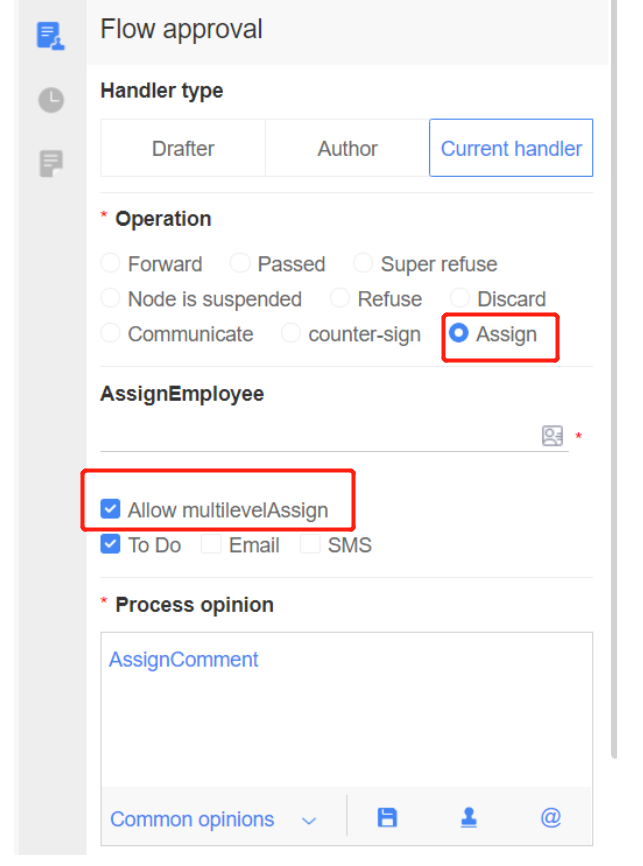 Flow approval
Handler type
Drafter Author Current handler
* Operation
Forward Passed Super refuse
Node is suspended Refuse Discard
Communicate counter-sign Assign
AssignEmployee
*
Allow multilevelAssign
To Do Email SMS
* Process opinion
AssignComment
Common opinions @